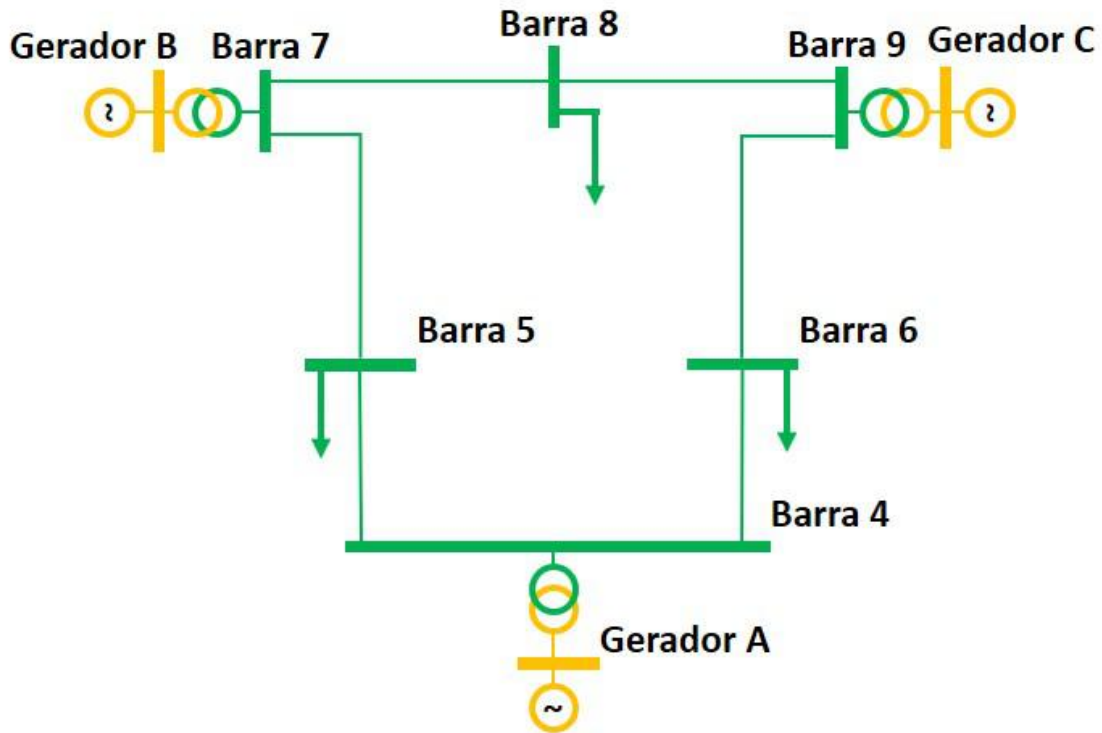 Barra 8
Gerador B
Barra 7
Barra 9
Gerador C
~
~
Barra 5
Barra 6
Barra 4
Gerador A
~